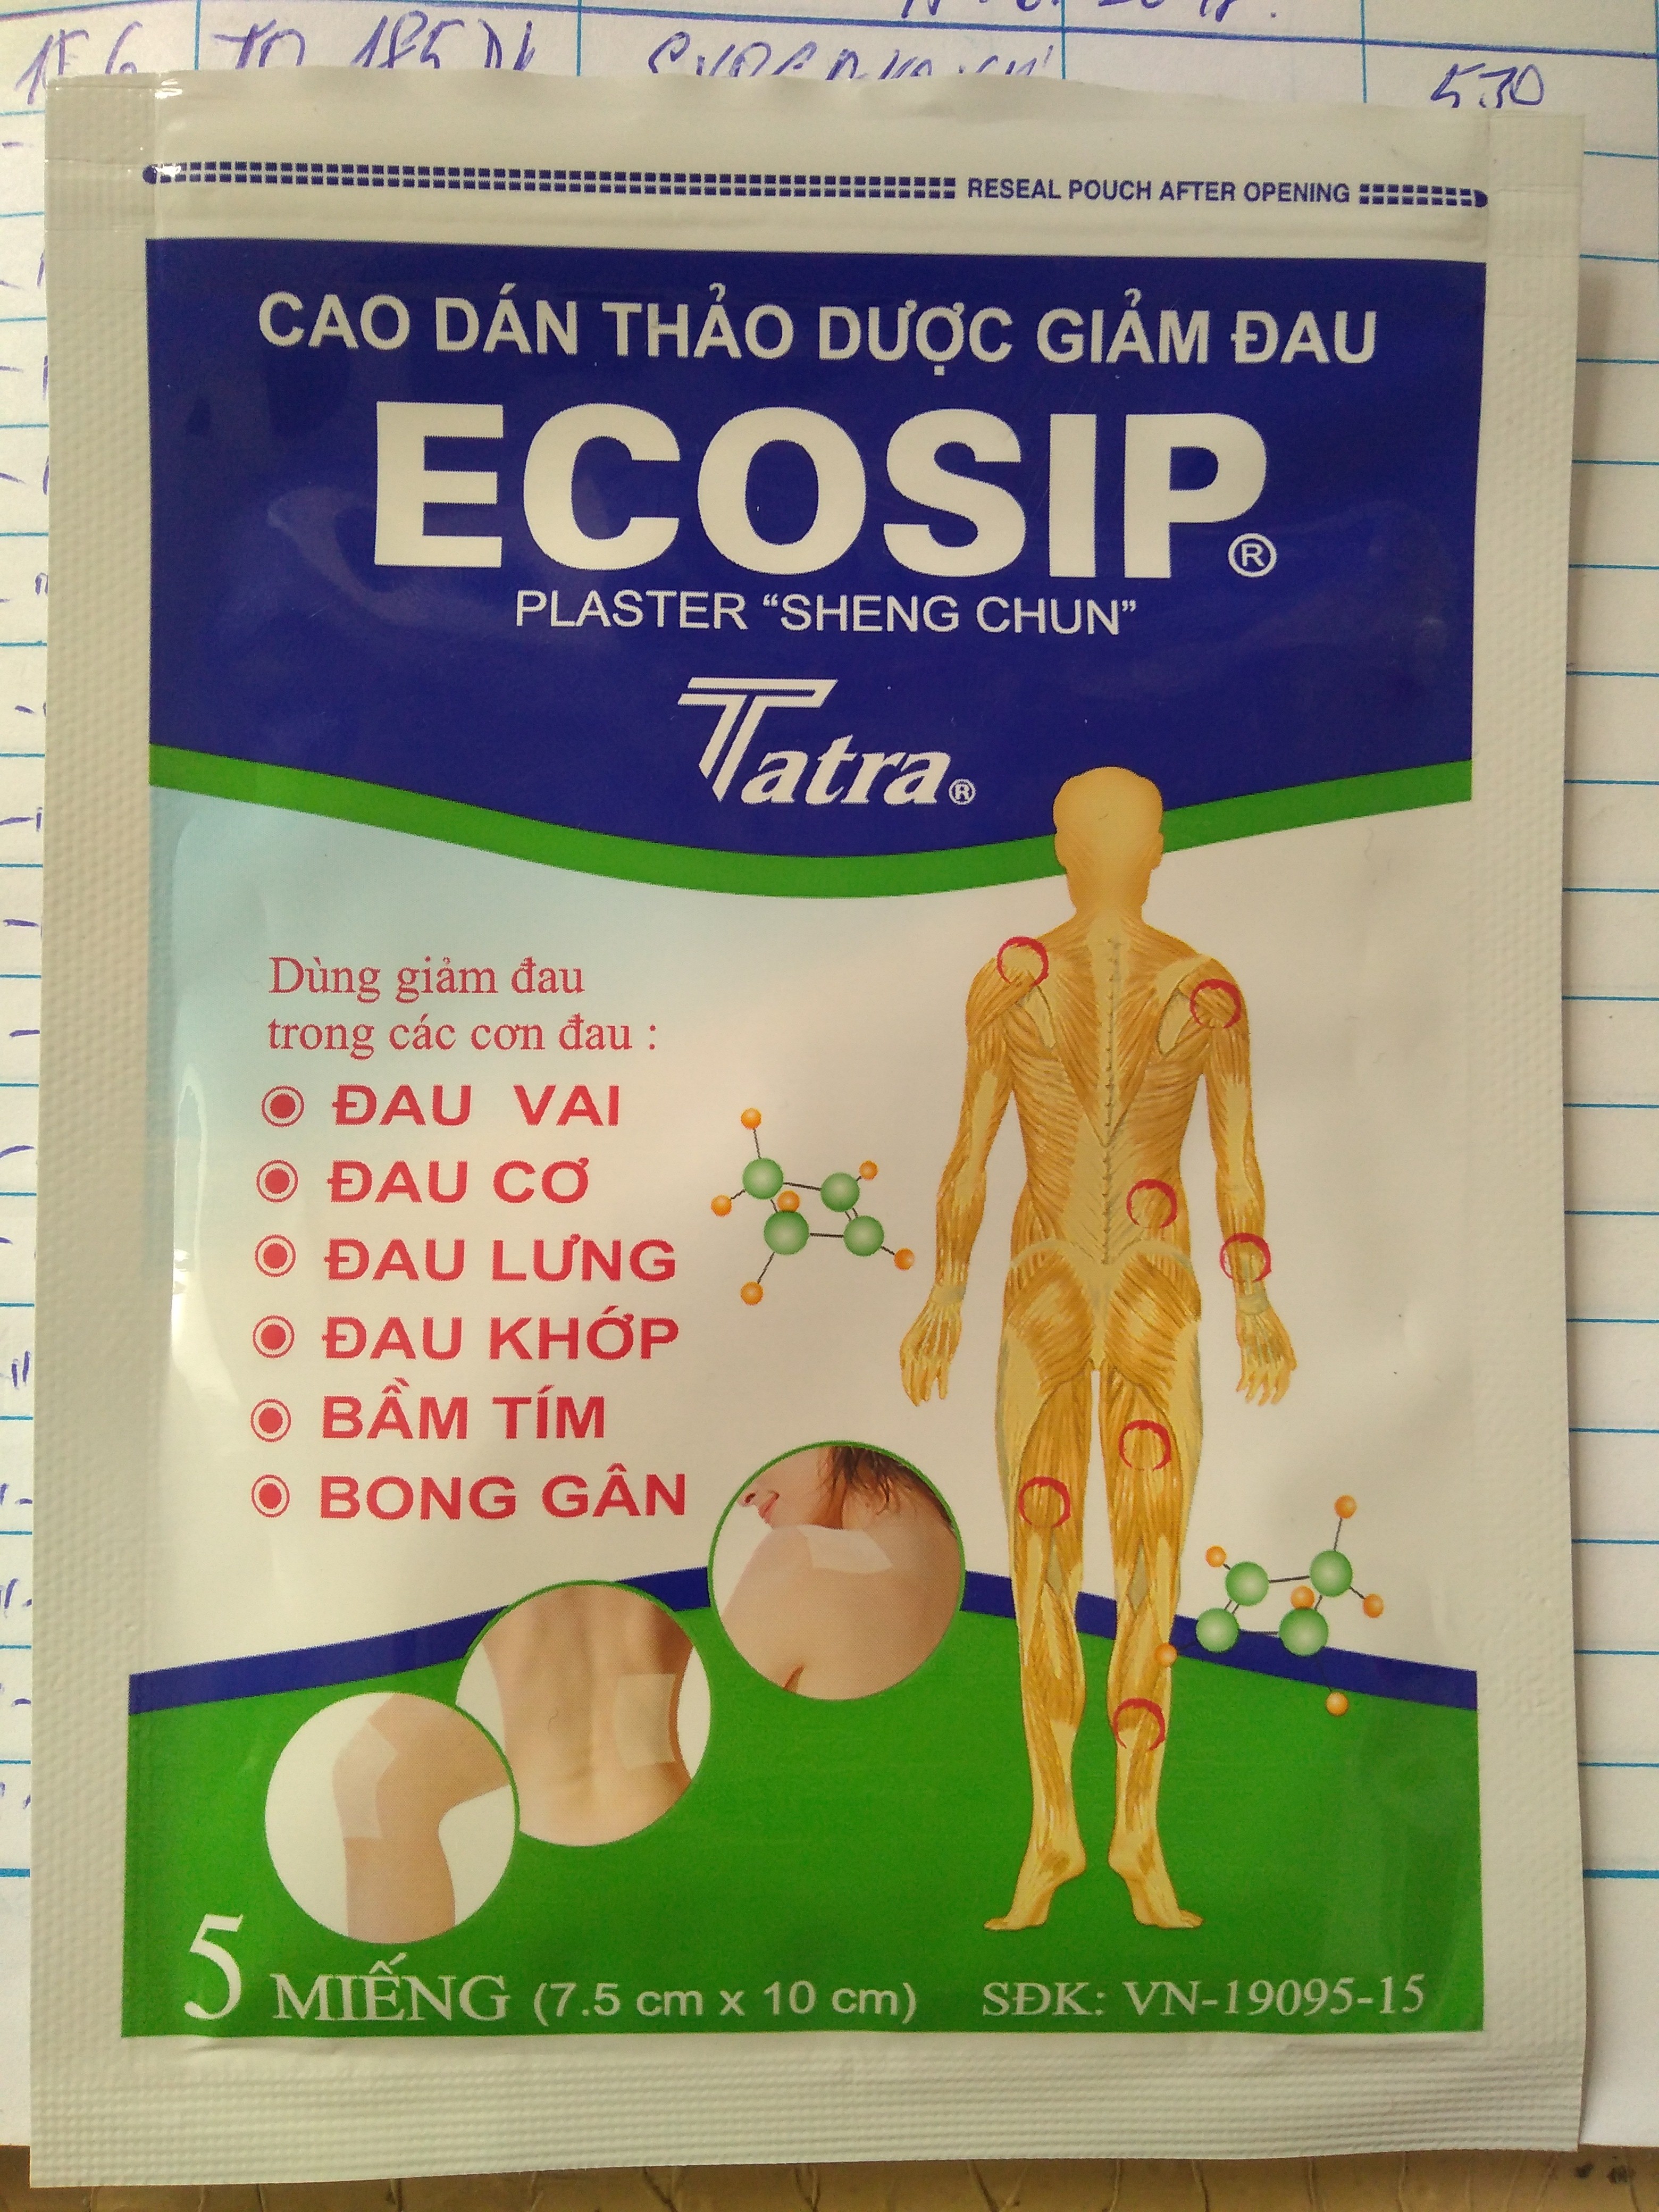 530
RESEAL POUCH AFTER OPENING
CAO DÁN THẢO DƯỢC GIẢM ĐAU
ECOSIP®
PLASTER “SHENG CHUN”
Tatra®
Dùng giảm đau
trong các cơn đau :
ĐAU VAI
ĐAU CƠ
ĐAU LƯNG
ĐAU KHỚP
BẦM TÍM
BONG GÂN
5 MIẾNG (7.5 cm x 10 cm) SĐK: VN-19095-15